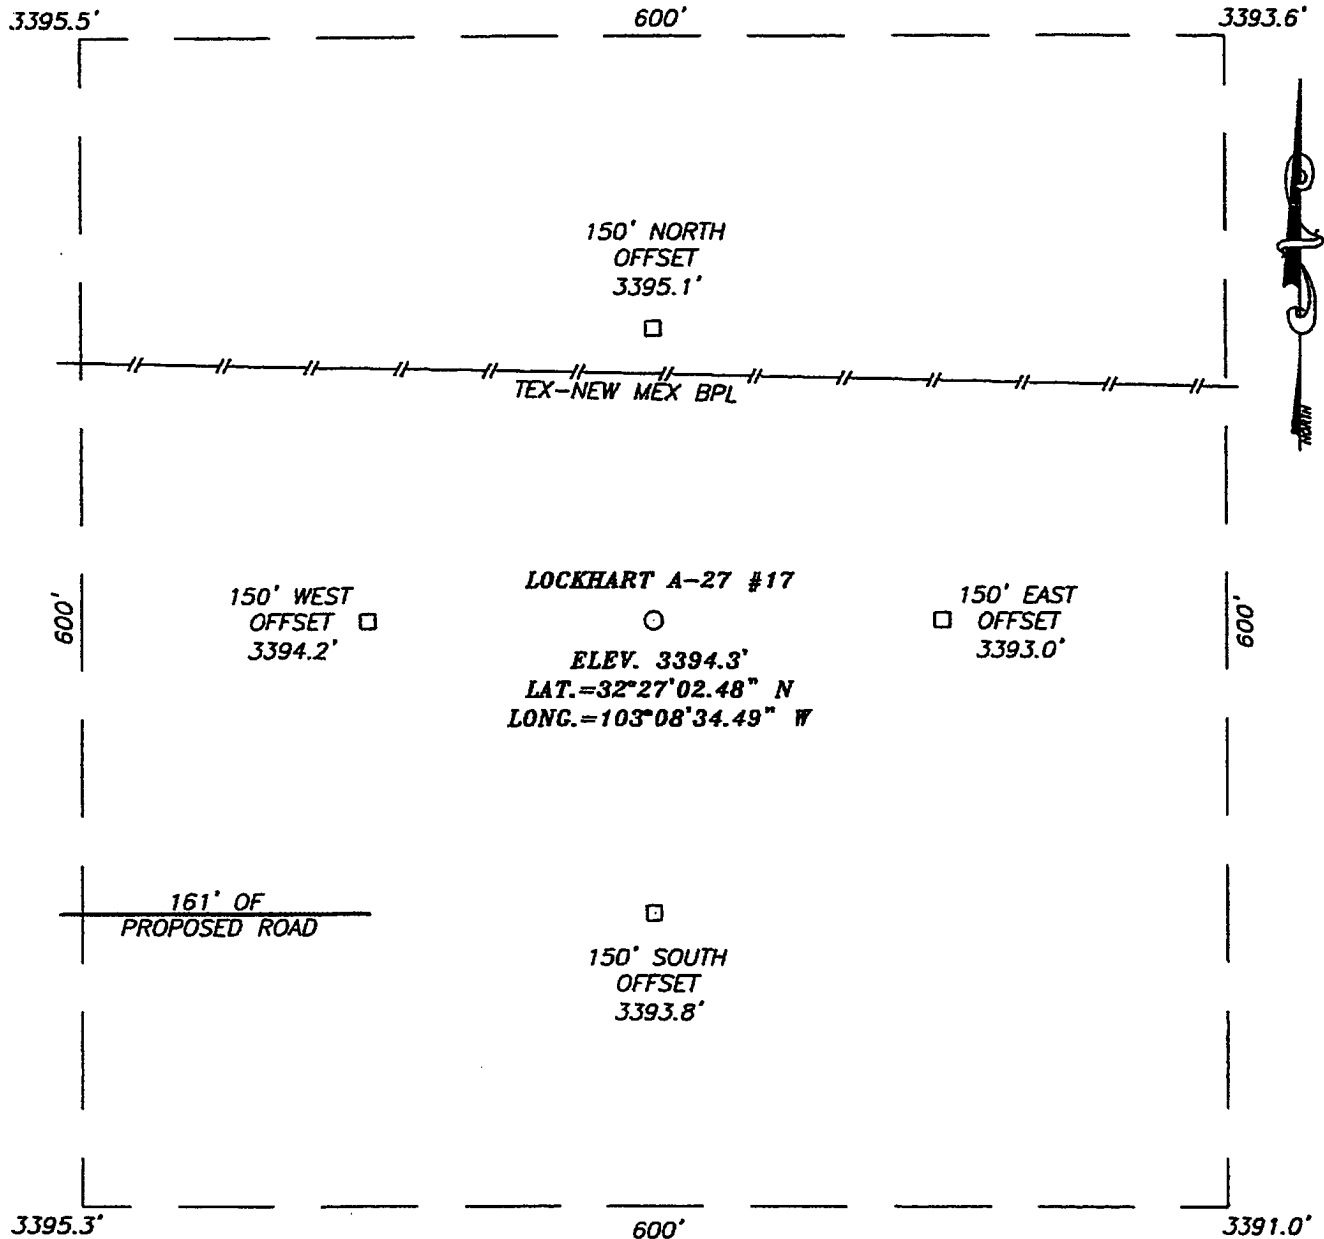 3395.5'
600'
3393.6'
150' NORTH
OFFSET
3395.1'
NORTH
TEX-NEW MEX BPL
LOCKHART A-27 #17
150' WEST
OFFSET
3394.2'
150' EAST
OFFSET
3393.0'
600'
600'
ELEV. 3394.3'
LAT.=32°27'02.48" N
LONG.=103°08'34.49" W
161' OF
PROPOSED ROAD
150' SOUTH
OFFSET
3393.8'
3395.3'
600'
3391.0'